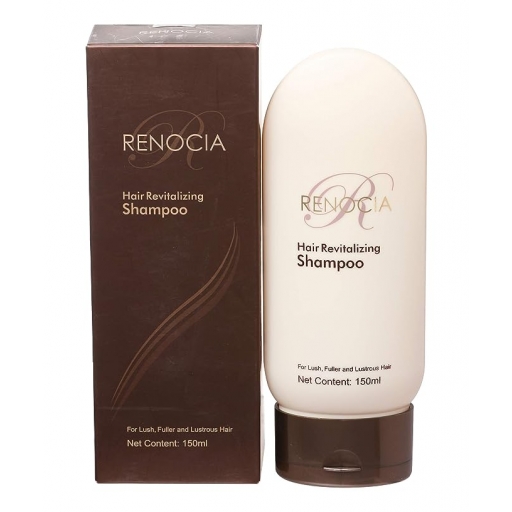 RENOCIA
RENOCIA
Hair Revitalizing
Shampoo
For Lush, Fuller and Lustrous Hair
Net Content: 150ml
RENOCIA
Hair Revitalizing
Shampoo
For Lush, Fuller and Lustrous Hair
Net Content: 150ml